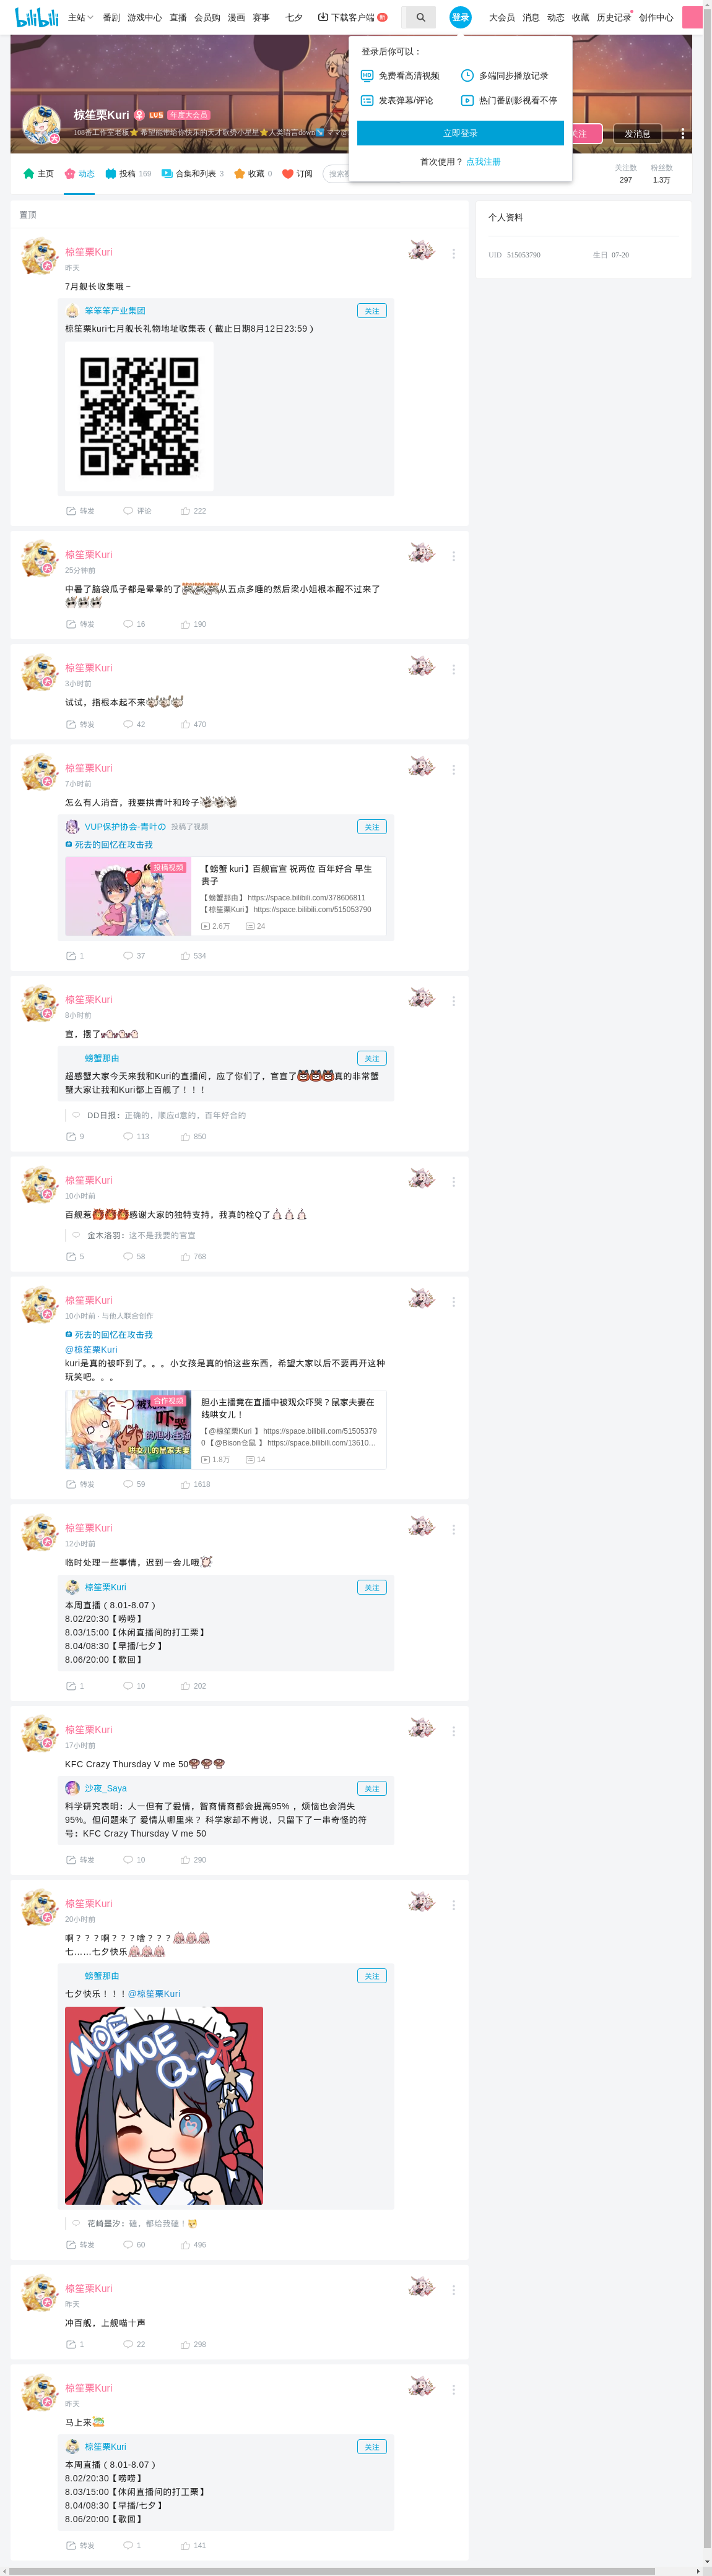 bilibili 主站 番剧 游戏中心 直播 会员购 漫画 赛事 七夕 下载客户端 登录 大会员 消息 动态 收藏 历史记录 创作中心
登录后你可以：
免费看高清视频 多端同步播放记录
发表弹幕/评论 热门番剧影视看不停
立即登录
首次使用？ 点我注册
椋笙栗Kuri LV5 年度大会员
关注 发消息
主页 动态 投稿 169 合集和列表 3 收藏 0 订阅
关注数 297
粉丝数 1.3万
个人资料
UID 515053790 生日 07-20
置顶
椋笙栗Kuri
昨天
7月舰长收集哦～
笨笨笨产业集团 关注
椋笙栗kuri七月舰长礼物地址收集表（截止日期8月12日23:59）
转发 评论 222
椋笙栗Kuri
25分钟前
中暑了脑袋瓜子都是晕晕的了从五点多睡的然后梁小姐根本醒不过来了
转发 16 190
椋笙栗Kuri
3小时前
试试，指根本起不来
转发 42 470
椋笙栗Kuri
7小时前
怎么有人消音，我要拱青叶和玲子
VUP保护协会-青叶の 投稿了视频 关注
死去的回忆在攻击我
投稿视频
【螃蟹 kuri】百舰官宣 祝两位 百年好合 早生
贵子
【螃蟹那由】 https://space.bilibili.com/378606811
【椋笙栗Kuri】 https://space.bilibili.com/515053790
2.6万 24
1 37 534
椋笙栗Kuri
8小时前
宣，摆了
螃蟹那由 关注
超感蟹大家今天来我和Kuri的直播间，应了你们了，官宣了真的非常蟹
蟹大家让我和Kuri都上百舰了！！！
DD日报：正确的，顺应d意的，百年好合的
9 113 850
椋笙栗Kuri
10小时前
百舰惹感谢大家的独特支持，我真的栓Q了
金木洛羽：这不是我要的官宣
5 58 768
椋笙栗Kuri
10小时前 · 与他人联合创作
死去的回忆在攻击我
@椋笙栗Kuri
kuri是真的被吓到了。。。小女孩是真的怕这些东西，希望大家以后不要再开这种
玩笑吧。。。
合作视频
吓哭
的胆小主播
哄女儿的鼠家夫妻
胆小主播竟在直播中被观众吓哭？鼠家夫妻在
线哄女儿！
【@椋笙栗Kuri 】 https://space.bilibili.com/51505379
0 【@Bison仓鼠 】 https://space.bilibili.com/13610…
1.8万 14
转发 59 1618
椋笙栗Kuri
12小时前
临时处理一些事情，迟到一会儿哦
椋笙栗Kuri 关注
本周直播（8.01-8.07）
8.02/20:30【唠唠】
8.03/15:00【休闲直播间的打工栗】
8.04/08:30【早播/七夕】
8.06/20:00【歌回】
1 10 202
椋笙栗Kuri
17小时前
KFC Crazy Thursday V me 50
沙夜_Saya 关注
科学研究表明：人一但有了爱情，智商情商都会提高95% ，烦恼也会消失
95%。但问题来了 爱情从哪里来？ 科学家却不肯说，只留下了一串奇怪的符
号：KFC Crazy Thursday V me 50
转发 10 290
椋笙栗Kuri
20小时前
啊？？？啊？？？啥？？？
七……七夕快乐
螃蟹那由 关注
七夕快乐！！！@椋笙栗Kuri
MOE
MOE
Q~
花崎墨汐：磕，都给我磕！
转发 60 496
椋笙栗Kuri
昨天
冲百舰，上舰喵十声
1 22 298
椋笙栗Kuri
昨天
马上来
椋笙栗Kuri 关注
本周直播（8.01-8.07）
8.02/20:30【唠唠】
8.03/15:00【休闲直播间的打工栗】
8.04/08:30【早播/七夕】
8.06/20:00【歌回】
转发 1 141